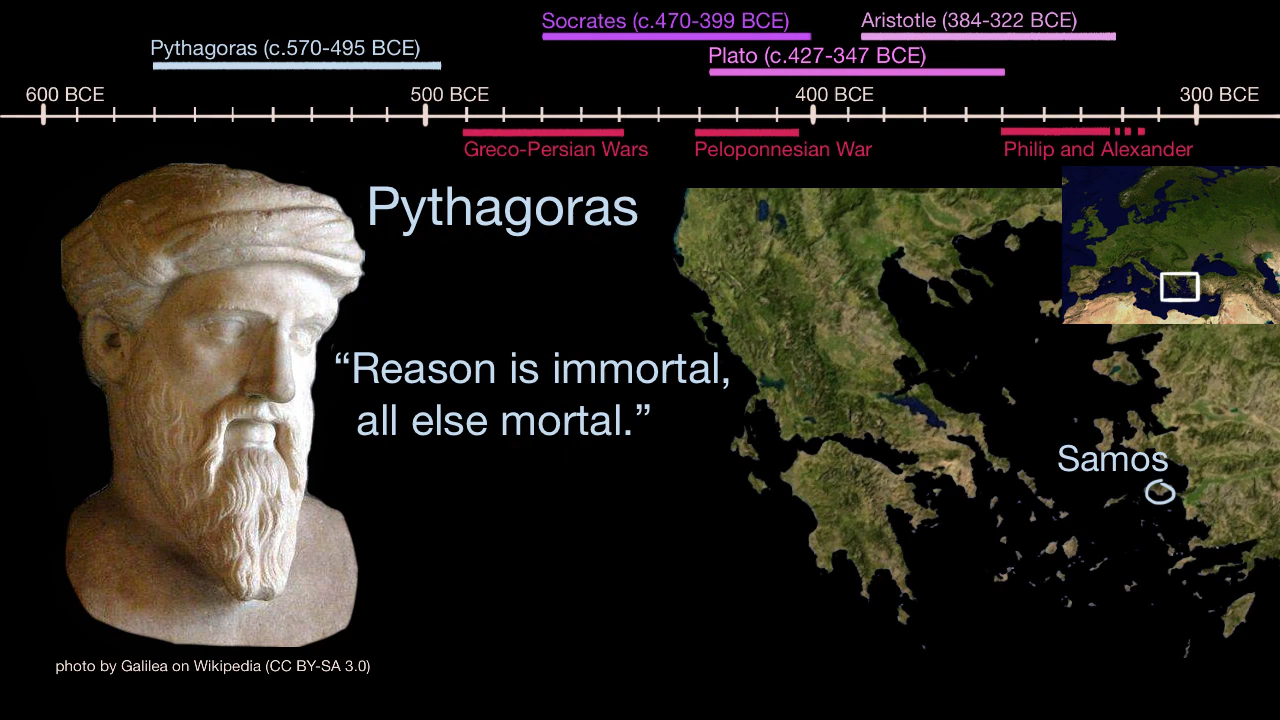 Socrates (c.470-399 BCE)
Aristotle (384-322 BCE)
Pythagoras (c.570-495 BCE)
Plato (c.427-347 BCE)
600 BCE
500 BCE
400 BCE
300 BCE
Greco-Persian Wars
Peloponnesian War
Philip and Alexander
Pythagoras
“Reason is immortal,
all else mortal.”
Samos
photo by Galilea on Wikipedia (CC BY-SA 3.0)